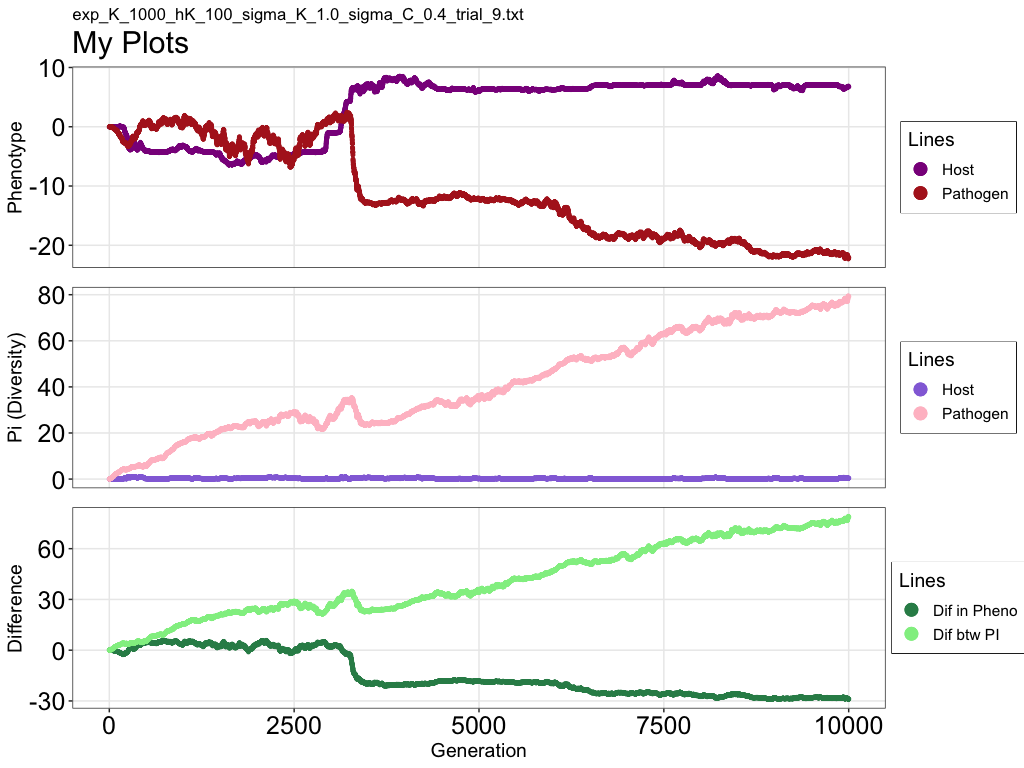 exp_K_1000_hK_100_sigma_K_1.0_sigma_C_0.4_trial_9.txt
My Plots
10
0
-10
-20
Phenotype
Lines
Host
Pathogen
80
60
40
20
0
Pi (Diversity)
Lines
Host
Pathogen
60
30
0
-30
Difference
Lines
Dif in Pheno
Dif btw PI
0 2500 5000 7500 10000
Generation